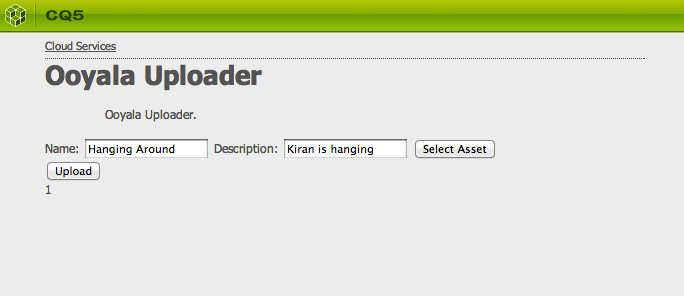 CQ5
Cloud Services
Ooyala Uploader
Ooyala Uploader.
Name: Hanging Around Description: Kiran is hanging Select Asset
Upload
1